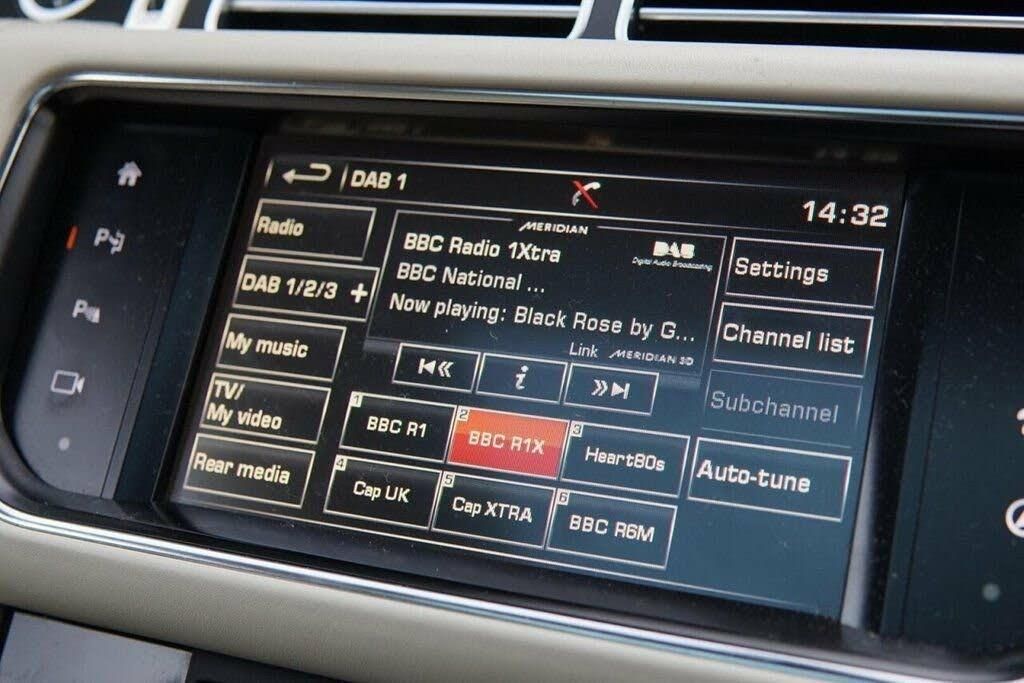 DAB 1
14:32
Radio
DAB 1/2/3 +
My music
TV/
My video
Rear media
MERIDIAN
BBC Radio 1Xtra
DAB
Digital Audio Broadcasting
BBC National ...
Now playing: Black Rose by G...
Link MERIDIAN 3D
i
1 BBC R1
2 BBC R1X
3 Heart80s
4 Cap UK
5 Cap XTRA
6 BBC R6M
Settings
Channel list
Subchannel
Auto-tune
P
P